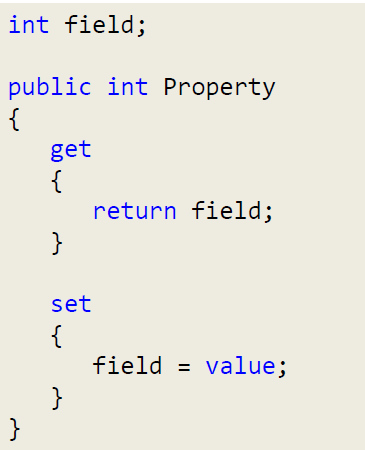 int field;
public int Property
{
get
{
return field;
}
set
{
field = value;
}
}